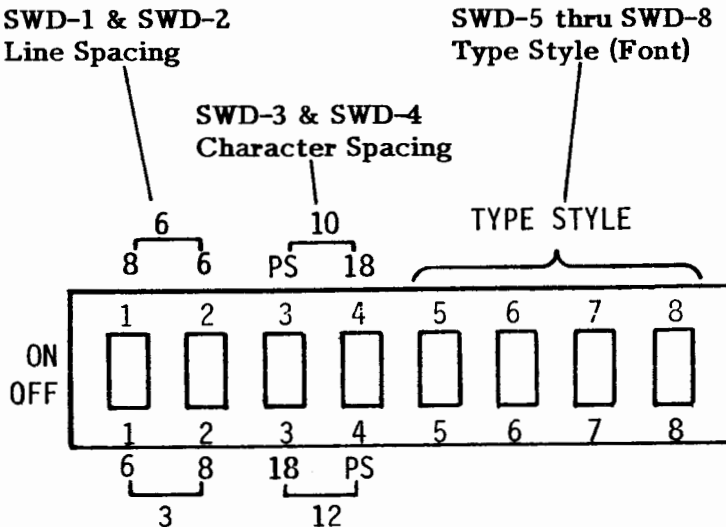 SWD-1 & SWD-2
Line Spacing
SWD-5 thru SWD-8
Type Style (Font)
SWD-3 & SWD-4
Character Spacing
6 10 TYPE STYLE
8 6 PS 18
1 2 3 4 5 6 7 8
ON
OFF
1 2 3 4 5 6 7 8
6 8 18 PS
3 12